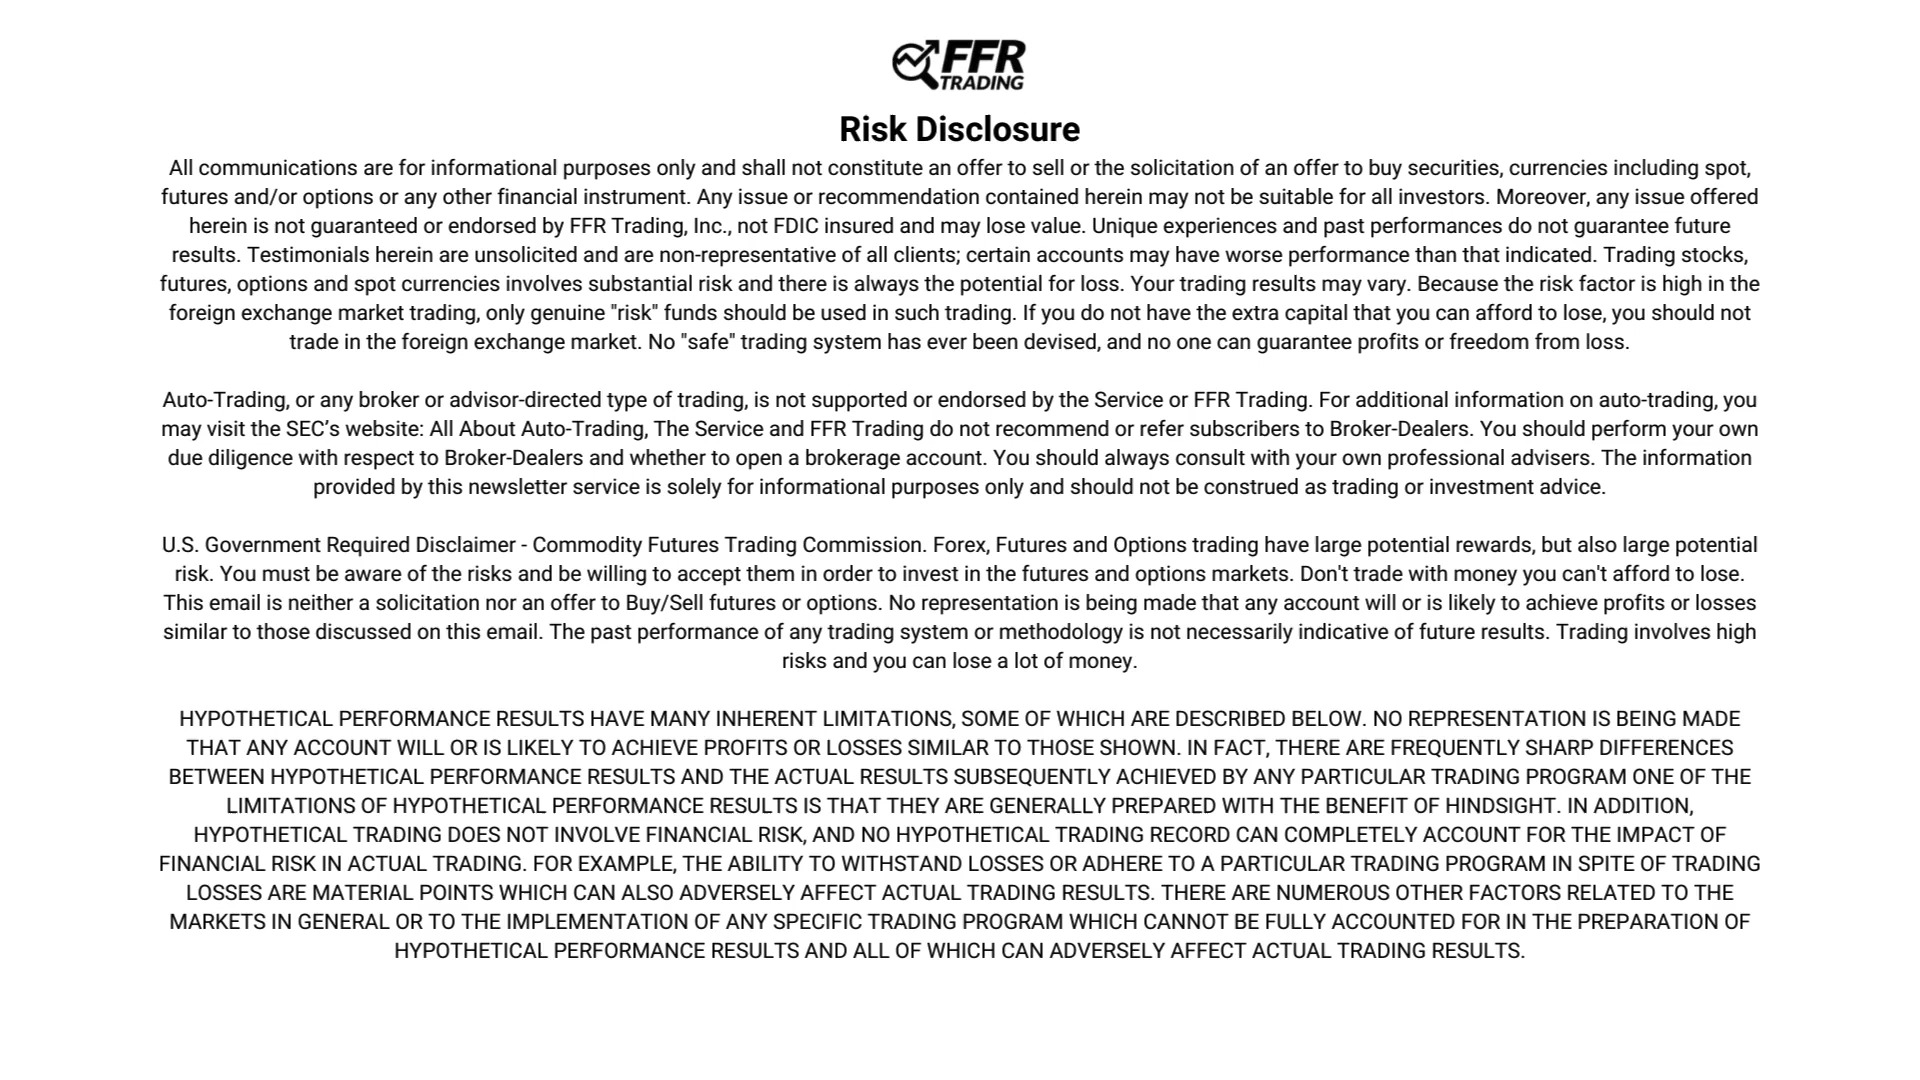 FFR
TRADING
Risk Disclosure
All communications are for informational purposes only and shall not constitute an offer to sell or the solicitation of an offer to buy securities, currencies including spot,
futures and/or options or any other financial instrument. Any issue or recommendation contained herein may not be suitable for all investors. Moreover, any issue offered
herein is not guaranteed or endorsed by FFR Trading, Inc., not FDIC insured and may lose value. Unique experiences and past performances do not guarantee future
results. Testimonials herein are unsolicited and are non-representative of all clients; certain accounts may have worse performance than that indicated. Trading stocks,
futures, options and spot currencies involves substantial risk and there is always the potential for loss. Your trading results may vary. Because the risk factor is high in the
foreign exchange market trading, only genuine "risk" funds should be used in such trading. If you do not have the extra capital that you can afford to lose, you should not
trade in the foreign exchange market. No "safe" trading system has ever been devised, and no one can guarantee profits or freedom from loss.
Auto-Trading, or any broker or advisor-directed type of trading, is not supported or endorsed by the Service or FFR Trading. For additional information on auto-trading, you
may visit the SEC’s website: All About Auto-Trading, The Service and FFR Trading do not recommend or refer subscribers to Broker-Dealers. You should perform your own
due diligence with respect to Broker-Dealers and whether to open a brokerage account. You should always consult with your own professional advisers. The information
provided by this newsletter service is solely for informational purposes only and should not be construed as trading or investment advice.
U.S. Government Required Disclaimer - Commodity Futures Trading Commission. Forex, Futures and Options trading have large potential rewards, but also large potential
risk. You must be aware of the risks and be willing to accept them in order to invest in the futures and options markets. Don't trade with money you can't afford to lose.
This email is neither a solicitation nor an offer to Buy/Sell futures or options. No representation is being made that any account will or is likely to achieve profits or losses
similar to those discussed on this email. The past performance of any trading system or methodology is not necessarily indicative of future results. Trading involves high
risks and you can lose a lot of money.
HYPOTHETICAL PERFORMANCE RESULTS HAVE MANY INHERENT LIMITATIONS, SOME OF WHICH ARE DESCRIBED BELOW. NO REPRESENTATION IS BEING MADE
THAT ANY ACCOUNT WILL OR IS LIKELY TO ACHIEVE PROFITS OR LOSSES SIMILAR TO THOSE SHOWN. IN FACT, THERE ARE FREQUENTLY SHARP DIFFERENCES
BETWEEN HYPOTHETICAL PERFORMANCE RESULTS AND THE ACTUAL RESULTS SUBSEQUENTLY ACHIEVED BY ANY PARTICULAR TRADING PROGRAM ONE OF THE
LIMITATIONS OF HYPOTHETICAL PERFORMANCE RESULTS IS THAT THEY ARE GENERALLY PREPARED WITH THE BENEFIT OF HINDSIGHT. IN ADDITION,
HYPOTHETICAL TRADING DOES NOT INVOLVE FINANCIAL RISK, AND NO HYPOTHETICAL TRADING RECORD CAN COMPLETELY ACCOUNT FOR THE IMPACT OF
FINANCIAL RISK IN ACTUAL TRADING. FOR EXAMPLE, THE ABILITY TO WITHSTAND LOSSES OR ADHERE TO A PARTICULAR TRADING PROGRAM IN SPITE OF TRADING
LOSSES ARE MATERIAL POINTS WHICH CAN ALSO ADVERSELY AFFECT ACTUAL TRADING RESULTS. THERE ARE NUMEROUS OTHER FACTORS RELATED TO THE
MARKETS IN GENERAL OR TO THE IMPLEMENTATION OF ANY SPECIFIC TRADING PROGRAM WHICH CANNOT BE FULLY ACCOUNTED FOR IN THE PREPARATION OF
HYPOTHETICAL PERFORMANCE RESULTS AND ALL OF WHICH CAN ADVERSELY AFFECT ACTUAL TRADING RESULTS.